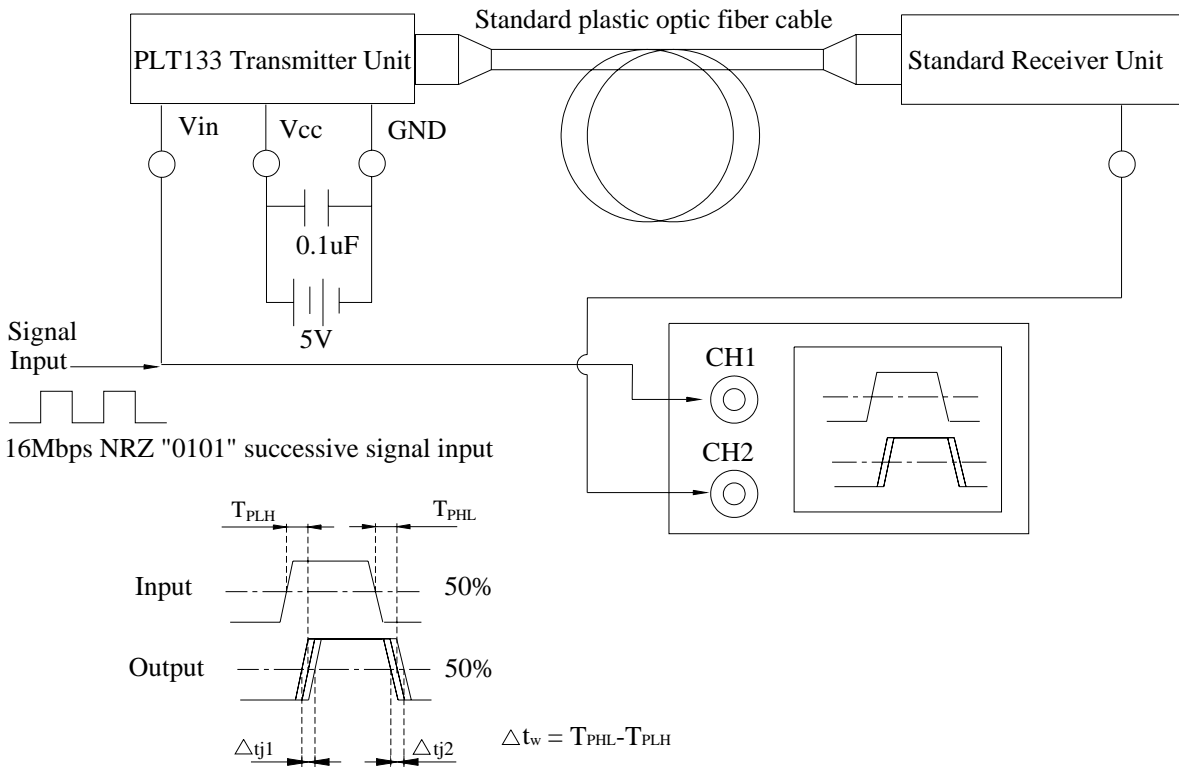 Standard plastic optic fiber cable
PLT133 Transmitter Unit
Standard Receiver Unit
Vin
Vcc
GND
0.1uF
5V
Signal
Input
16Mbps NRZ "0101" successive signal input
CH1
CH2
TPLH
TPHL
Input
50%
Output
50%
△tj1
△tj2
△tw = TPHL-TPLH